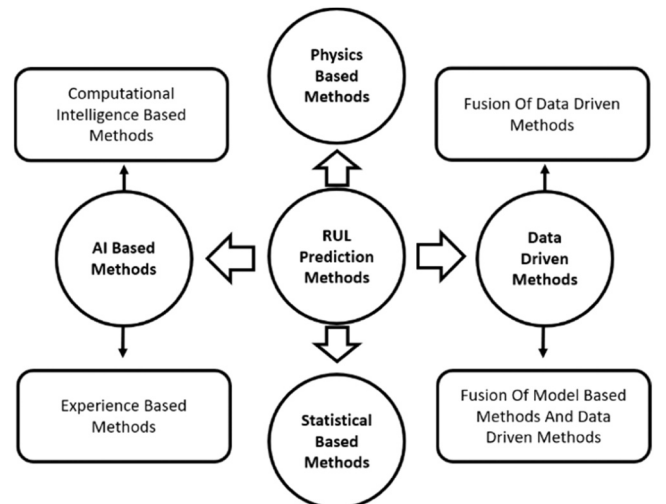 Physics
Based
Methods
Computational
Intelligence Based
Methods
Fusion Of Data Driven
Methods
AI Based
Methods
RUL
Prediction
Methods
Data
Driven
Methods
Experience Based
Methods
Statistical
Based
Methods
Fusion Of Model Based
Methods And Data
Driven Methods